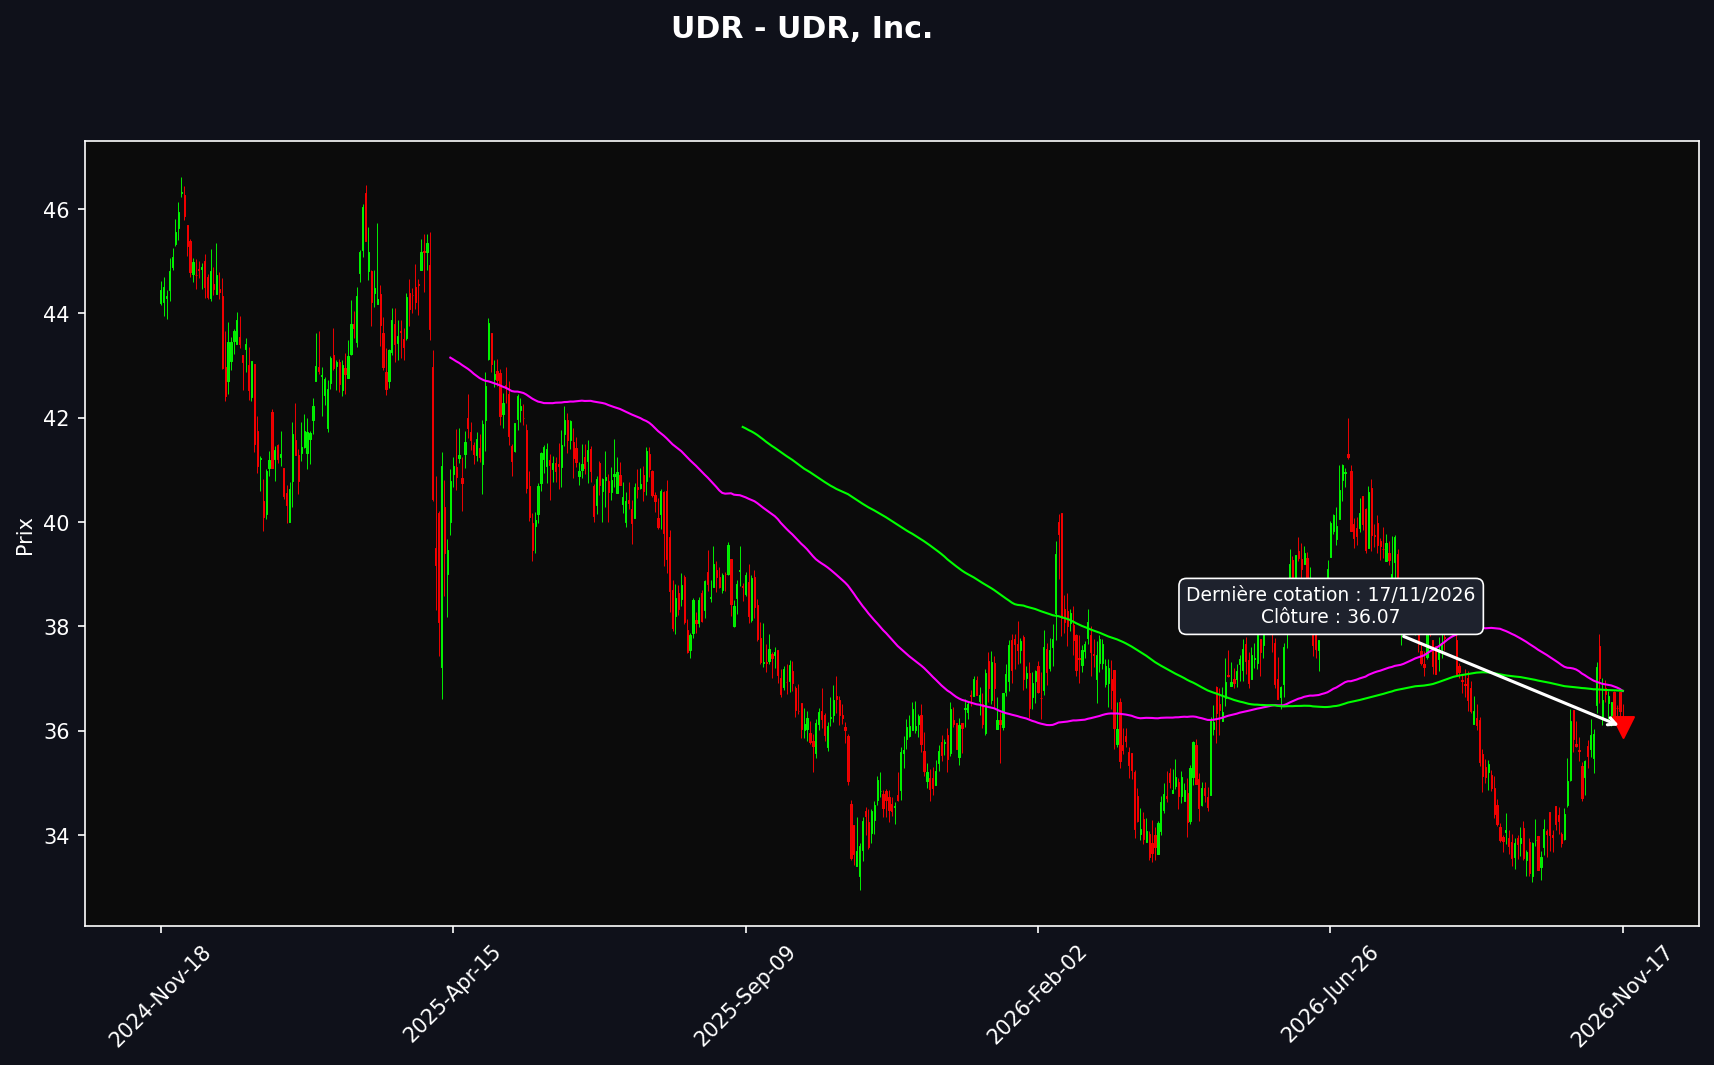 UDR - UDR, Inc.
Prix
46
44
42
40
38
36
34
Dernière cotation : 17/11/2026
Clôture : 36.07
2024-Nov-18
2025-Apr-15
2025-Sep-09
2026-Feb-02
2026-Jun-26
2026-Nov-17